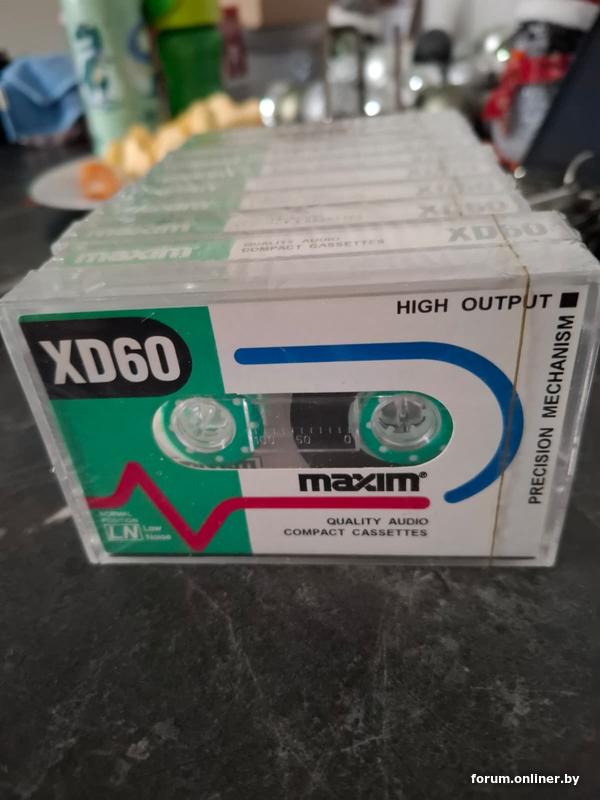 XD60
maxim
QUALITY AUDIO
COMPACT CASSETTES
XD60
HIGH OUTPUT
PRECISION MECHANISM
XD60
100 50 0
maxim®
NORMAL
POSITION
LN Low
Noise
QUALITY AUDIO
COMPACT CASSETTES
forum.onliner.by